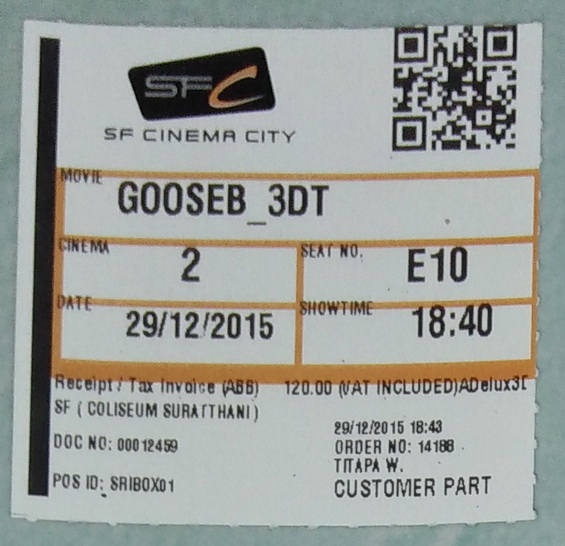 SFC
SF CINEMA CITY
MOVIE
GOOSEB_3DT
CINEMA
2
SEAT NO.
E10
DATE
29/12/2015
SHOWTIME
18:40
Receipt / Tax Invoice (ABB) 120.00 (VAT INCLUDED)ADelux3D
SF ( COLISEUM SURATTHANI )
29/12/2015 18:43
DOC NO: 00012459
ORDER NO: 14188
TITAPA W.
POS ID: SRIBOX01
CUSTOMER PART